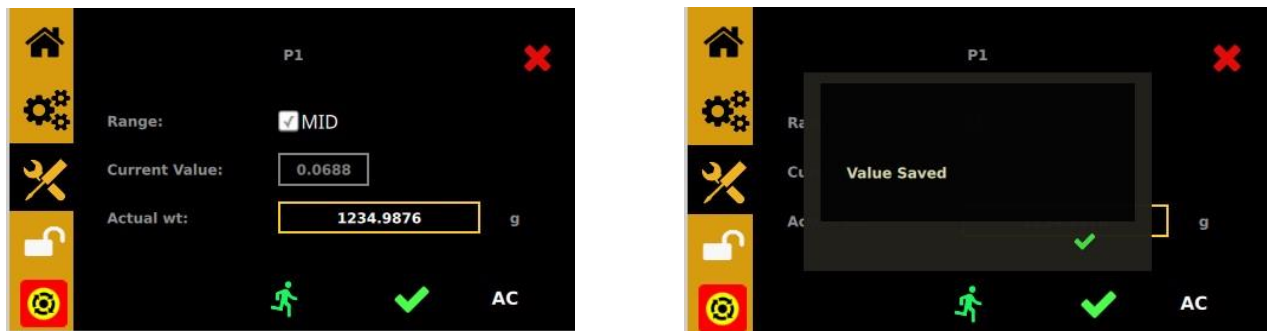 P1
Range: MID
Current Value: 0.0688
Actual wt: 1234.9876 g
AC
P1
Ra
Cu
Value Saved
Ac
g
AC